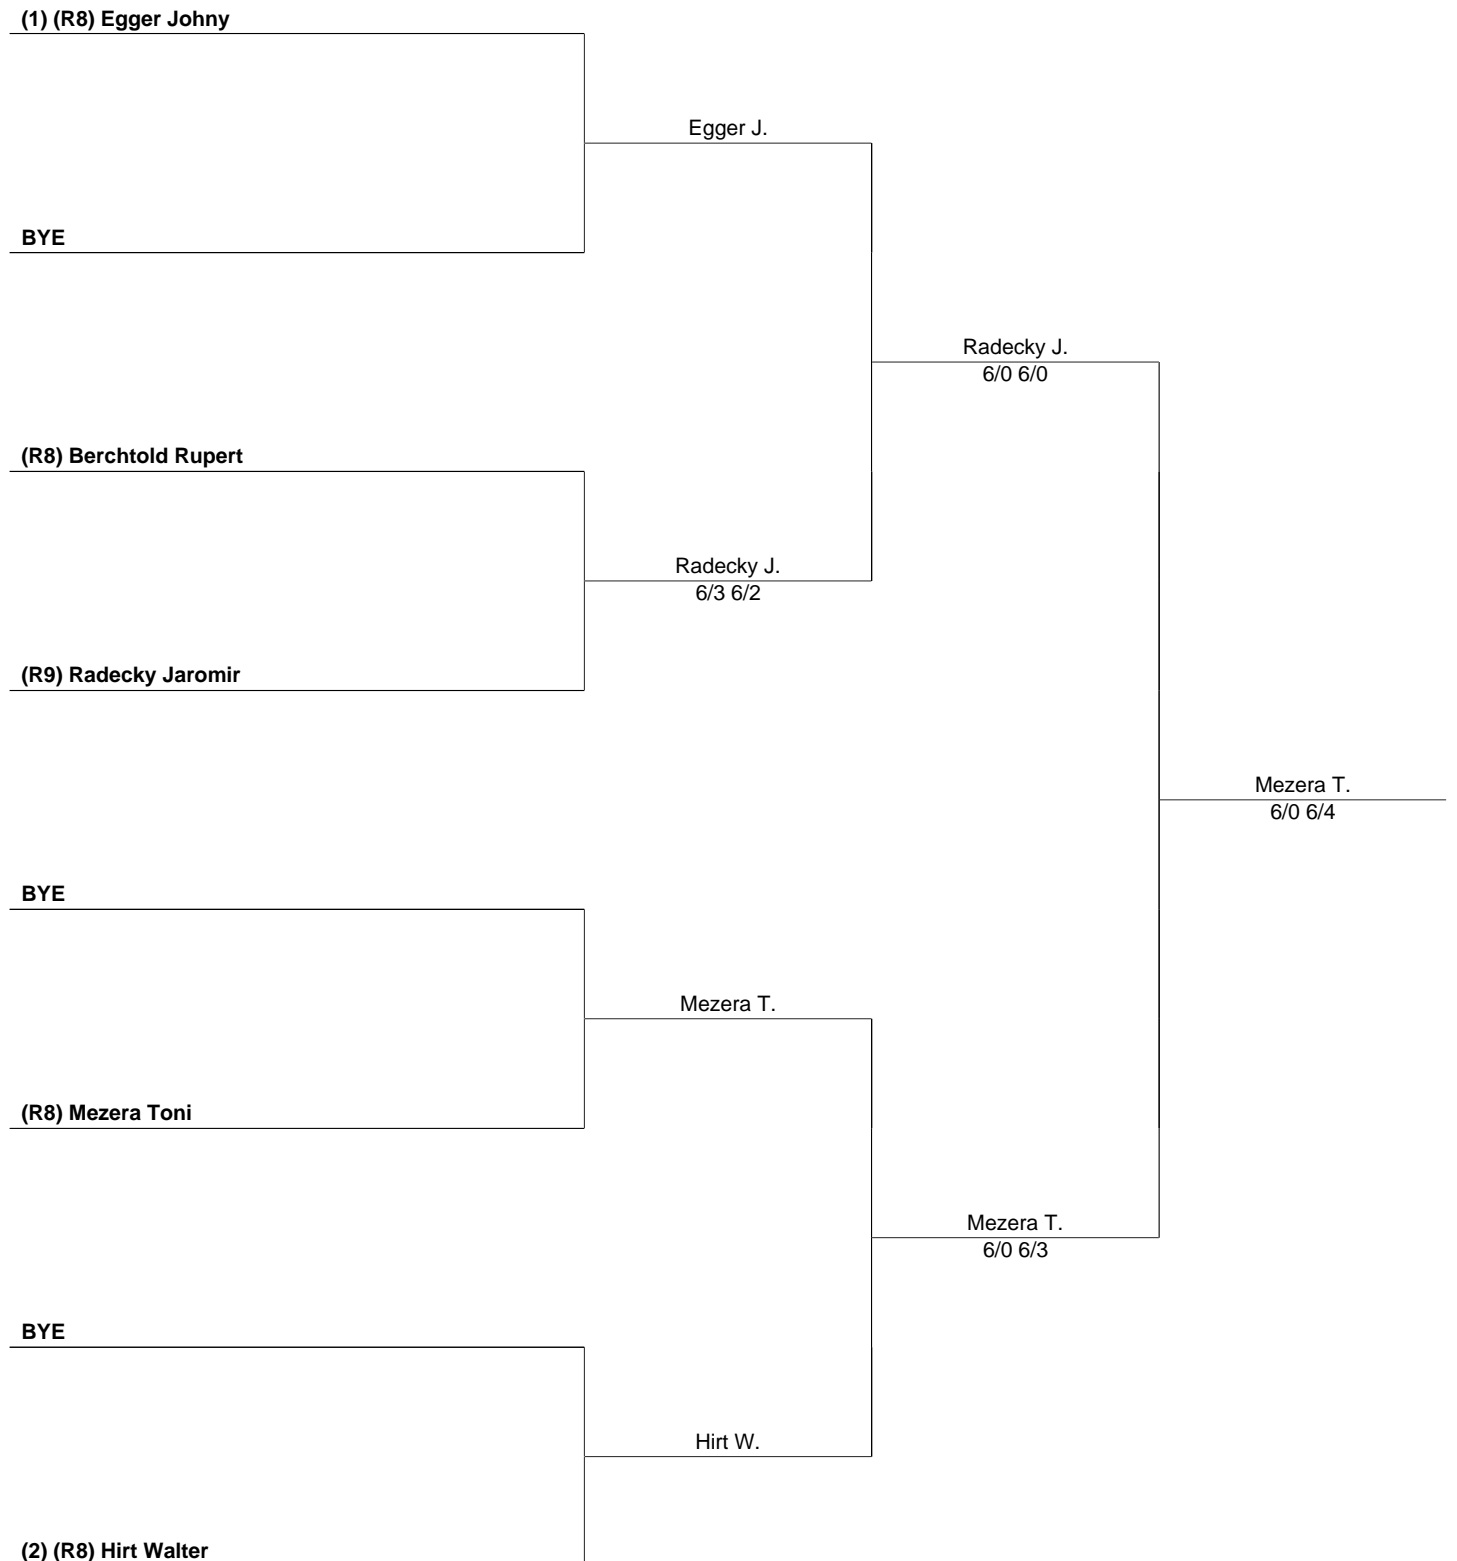 (1) (R8) Egger Johny
Egger J.
BYE
Radecky J.
6/0 6/0
(R8) Berchtold Rupert
Radecky J.
6/3 6/2
(R9) Radecky Jaromir
Mezera T.
6/0 6/4
BYE
Mezera T.
(R8) Mezera Toni
Mezera T.
6/0 6/3
BYE
Hirt W.
(2) (R8) Hirt Walter